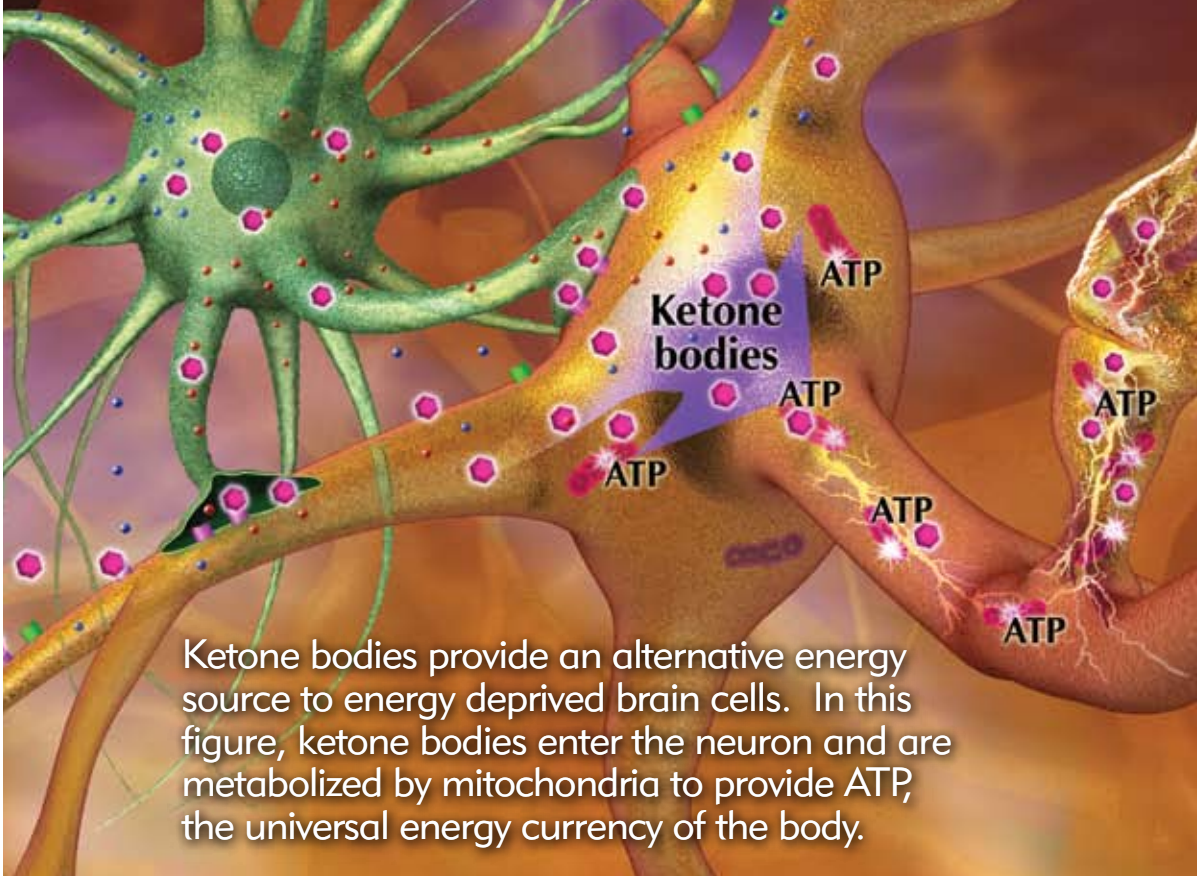 ATP
Ketone
bodies
ATP
ATP
ATP
ATP
ATP
Ketone bodies provide an alternative energy
source to energy deprived brain cells.  In this
figure, ketone bodies enter the neuron and are
metabolized by mitochondria to provide ATP,
the universal energy currency of the body.